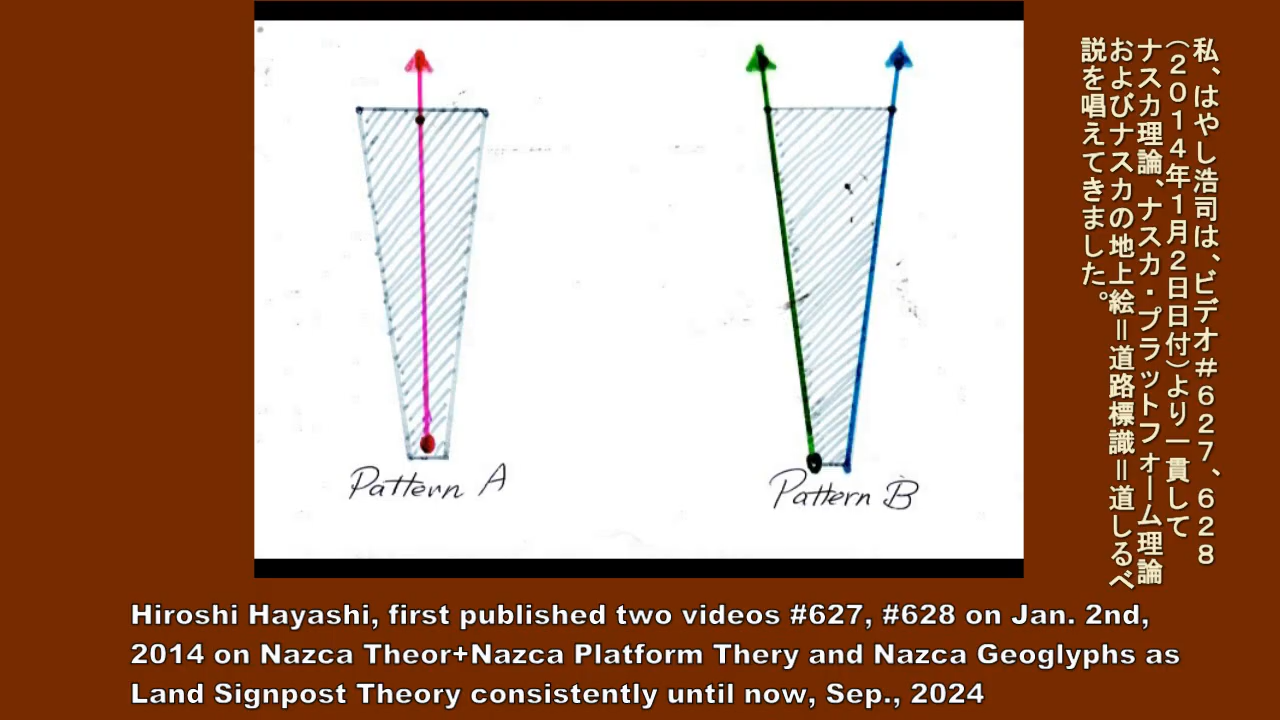 私、はやし浩司は、ビデオ＃６２７、６２８
（２０１４年１月２日日付）より一貫して
ナスカ理論、ナスカ・プラットフォーム理論
およびナスカの地上絵＝道路標識＝道しるべ
説を唱えてきました。
Pattern A
Pattern B
Hiroshi Hayashi, first published two videos #627, #628 on Jan. 2nd,
2014 on Nazca Theor+Nazca Platform Thery and Nazca Geoglyphs as
Land Signpost Theory consistently until now, Sep., 2024